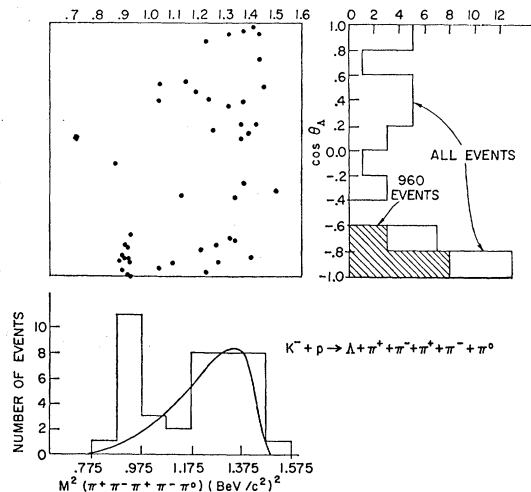 .7 .8 .9 1.0 1.1 1.2 1.3 1.4 1.5 1.6
0 2 4 6 8 10 12
1.0
.8
.6
.4
.2
0.0
-.2
-.4
-.6
-.8
-1.0
cos θΛ
ALL EVENTS
960
EVENTS
NUMBER OF EVENTS
10
8
6
4
2
0
.775 .975 1.175 1.375 1.575
M² (π+ π- π+ π- π⁰) (BeV/c²)²
K⁻ + p → Λ + π⁺ + π⁻ + π⁺ + π⁻ + π⁰